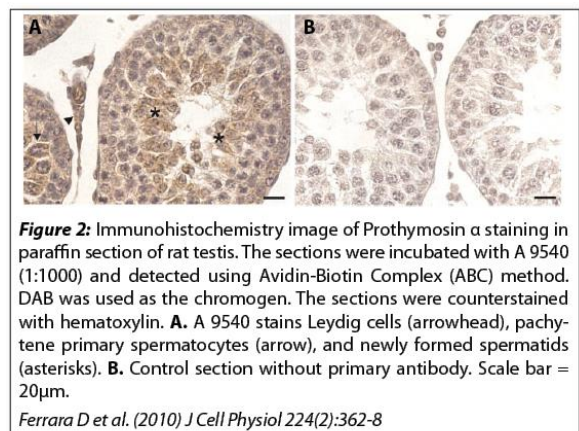 A
B
*
*
Figure 2: Immunohistochemistry image of Prothymosin α staining in
paraffin section of rat testis. The sections were incubated with A 9540
(1:1000) and detected using Avidin-Biotin Complex (ABC) method.
DAB was used as the chromogen. The sections were counterstained
with hematoxylin. A. A 9540 stains Leydig cells (arrowhead), pachy-
tene primary spermatocytes (arrow), and newly formed spermatids
(asterisks). B. Control section without primary antibody. Scale bar =
20µm.
Ferrara D et al. (2010) J Cell Physiol 224(2):362-8